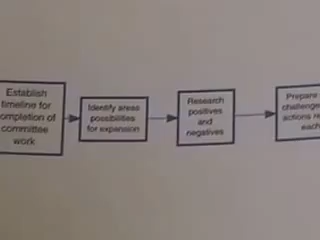 Establish
timeline for
completion of
committee
work
Identify areas
possibilities
for expansion
Research
positives
and
negatives
Prepare
challenge
actions re
each